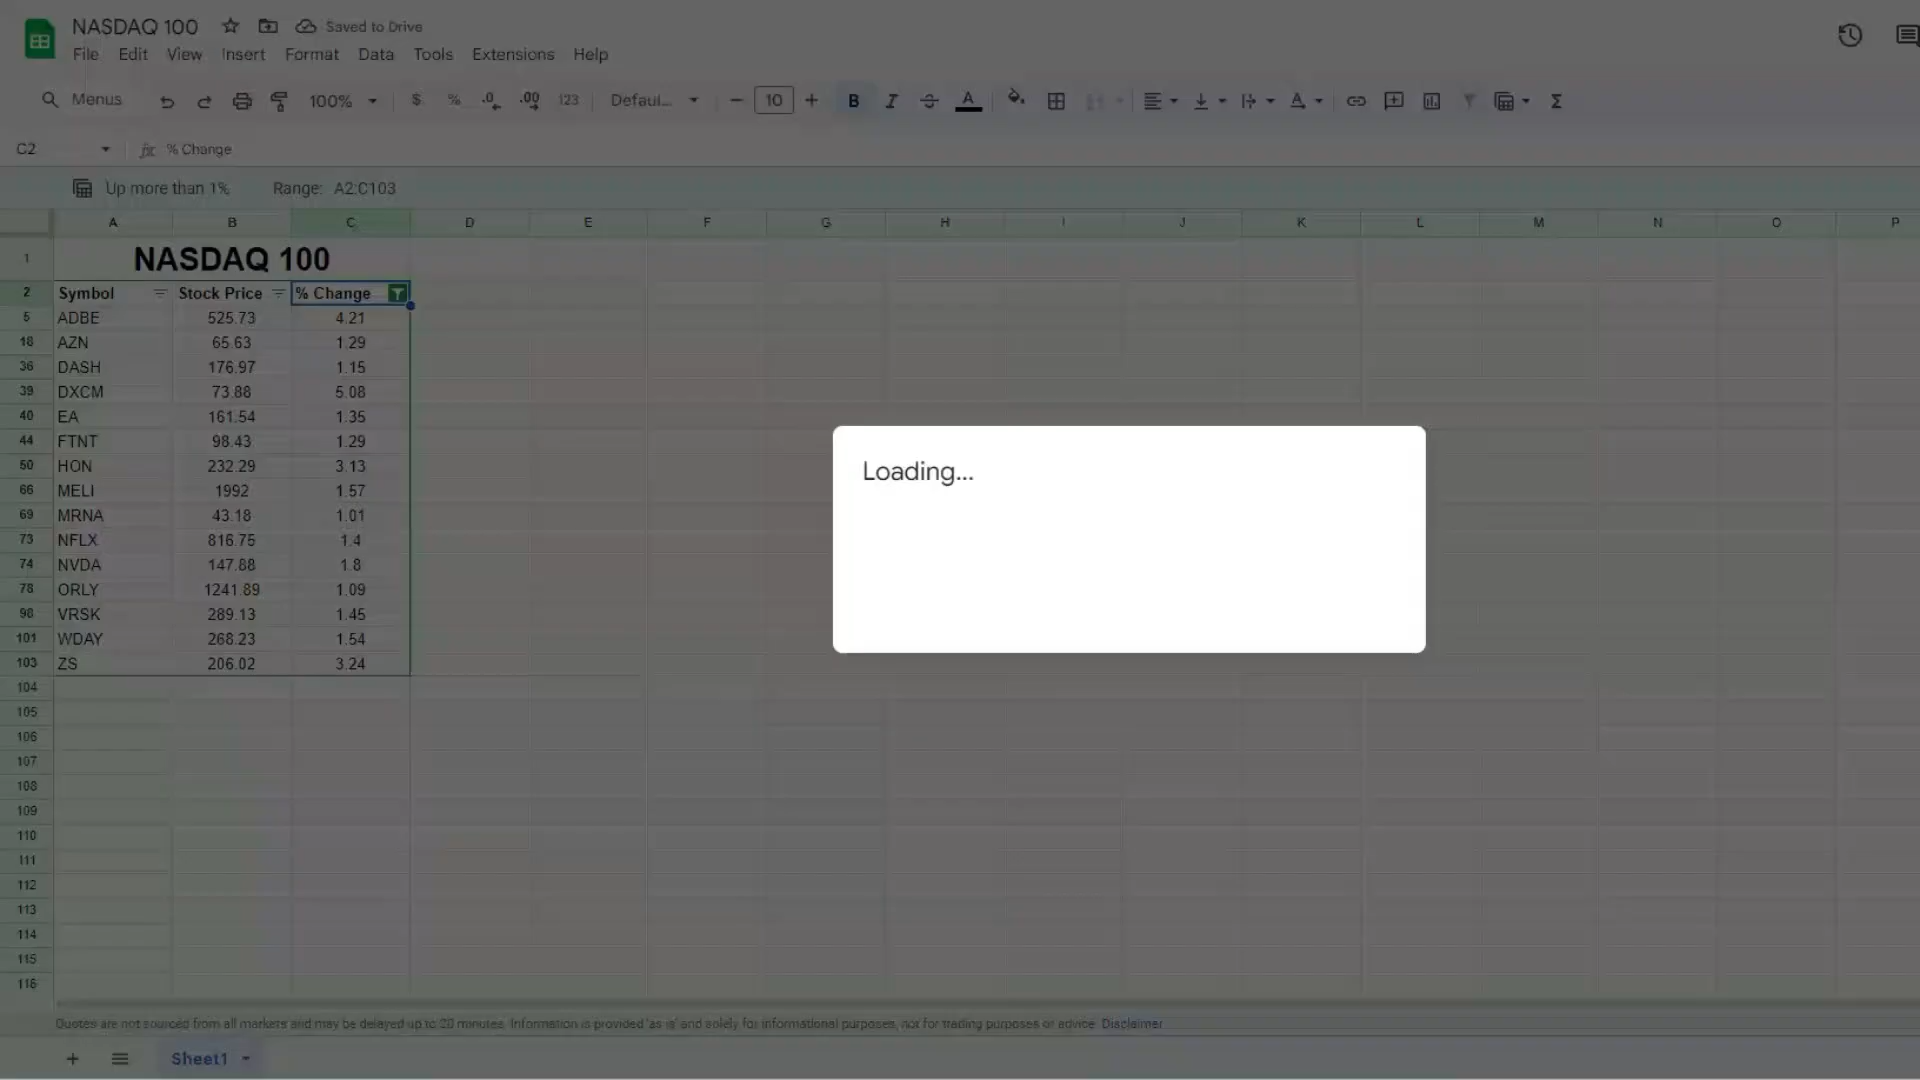 NASDAQ 100 Saved to Drive
File Edit View Insert Format Data Tools Extensions Help
Menus 100% $ % .0 .00 123 Defaul... 10 B I A A Σ
C2 fx % Change
Up more than 1% Range: A2:C103
A B C D E F G H I J K L M N O P
1 NASDAQ 100
2 Symbol Stock Price % Change
5 ADBE 525.73 4.21
18 AZN 65.63 1.29
36 DASH 176.97 1.15
39 DXCM 73.88 5.08
40 EA 161.54 1.35
44 FTNT 98.43 1.29
50 HON 232.29 3.13
66 MELI 1992 1.57
69 MRNA 43.18 1.01
73 NFLX 816.75 1.4
74 NVDA 147.88 1.8
78 ORLY 1241.89 1.09
98 VRSK 289.13 1.45
101 WDAY 268.23 1.54
103 ZS 206.02 3.24
104
105
106
107
108
109
110
111
112
113
114
115
116
Loading...
Quotes are not sourced from all markets and may be delayed up to 20 minutes. Information is provided 'as is' and solely for informational purposes, not for trading purposes or advice. Disclaimer
Sheet1